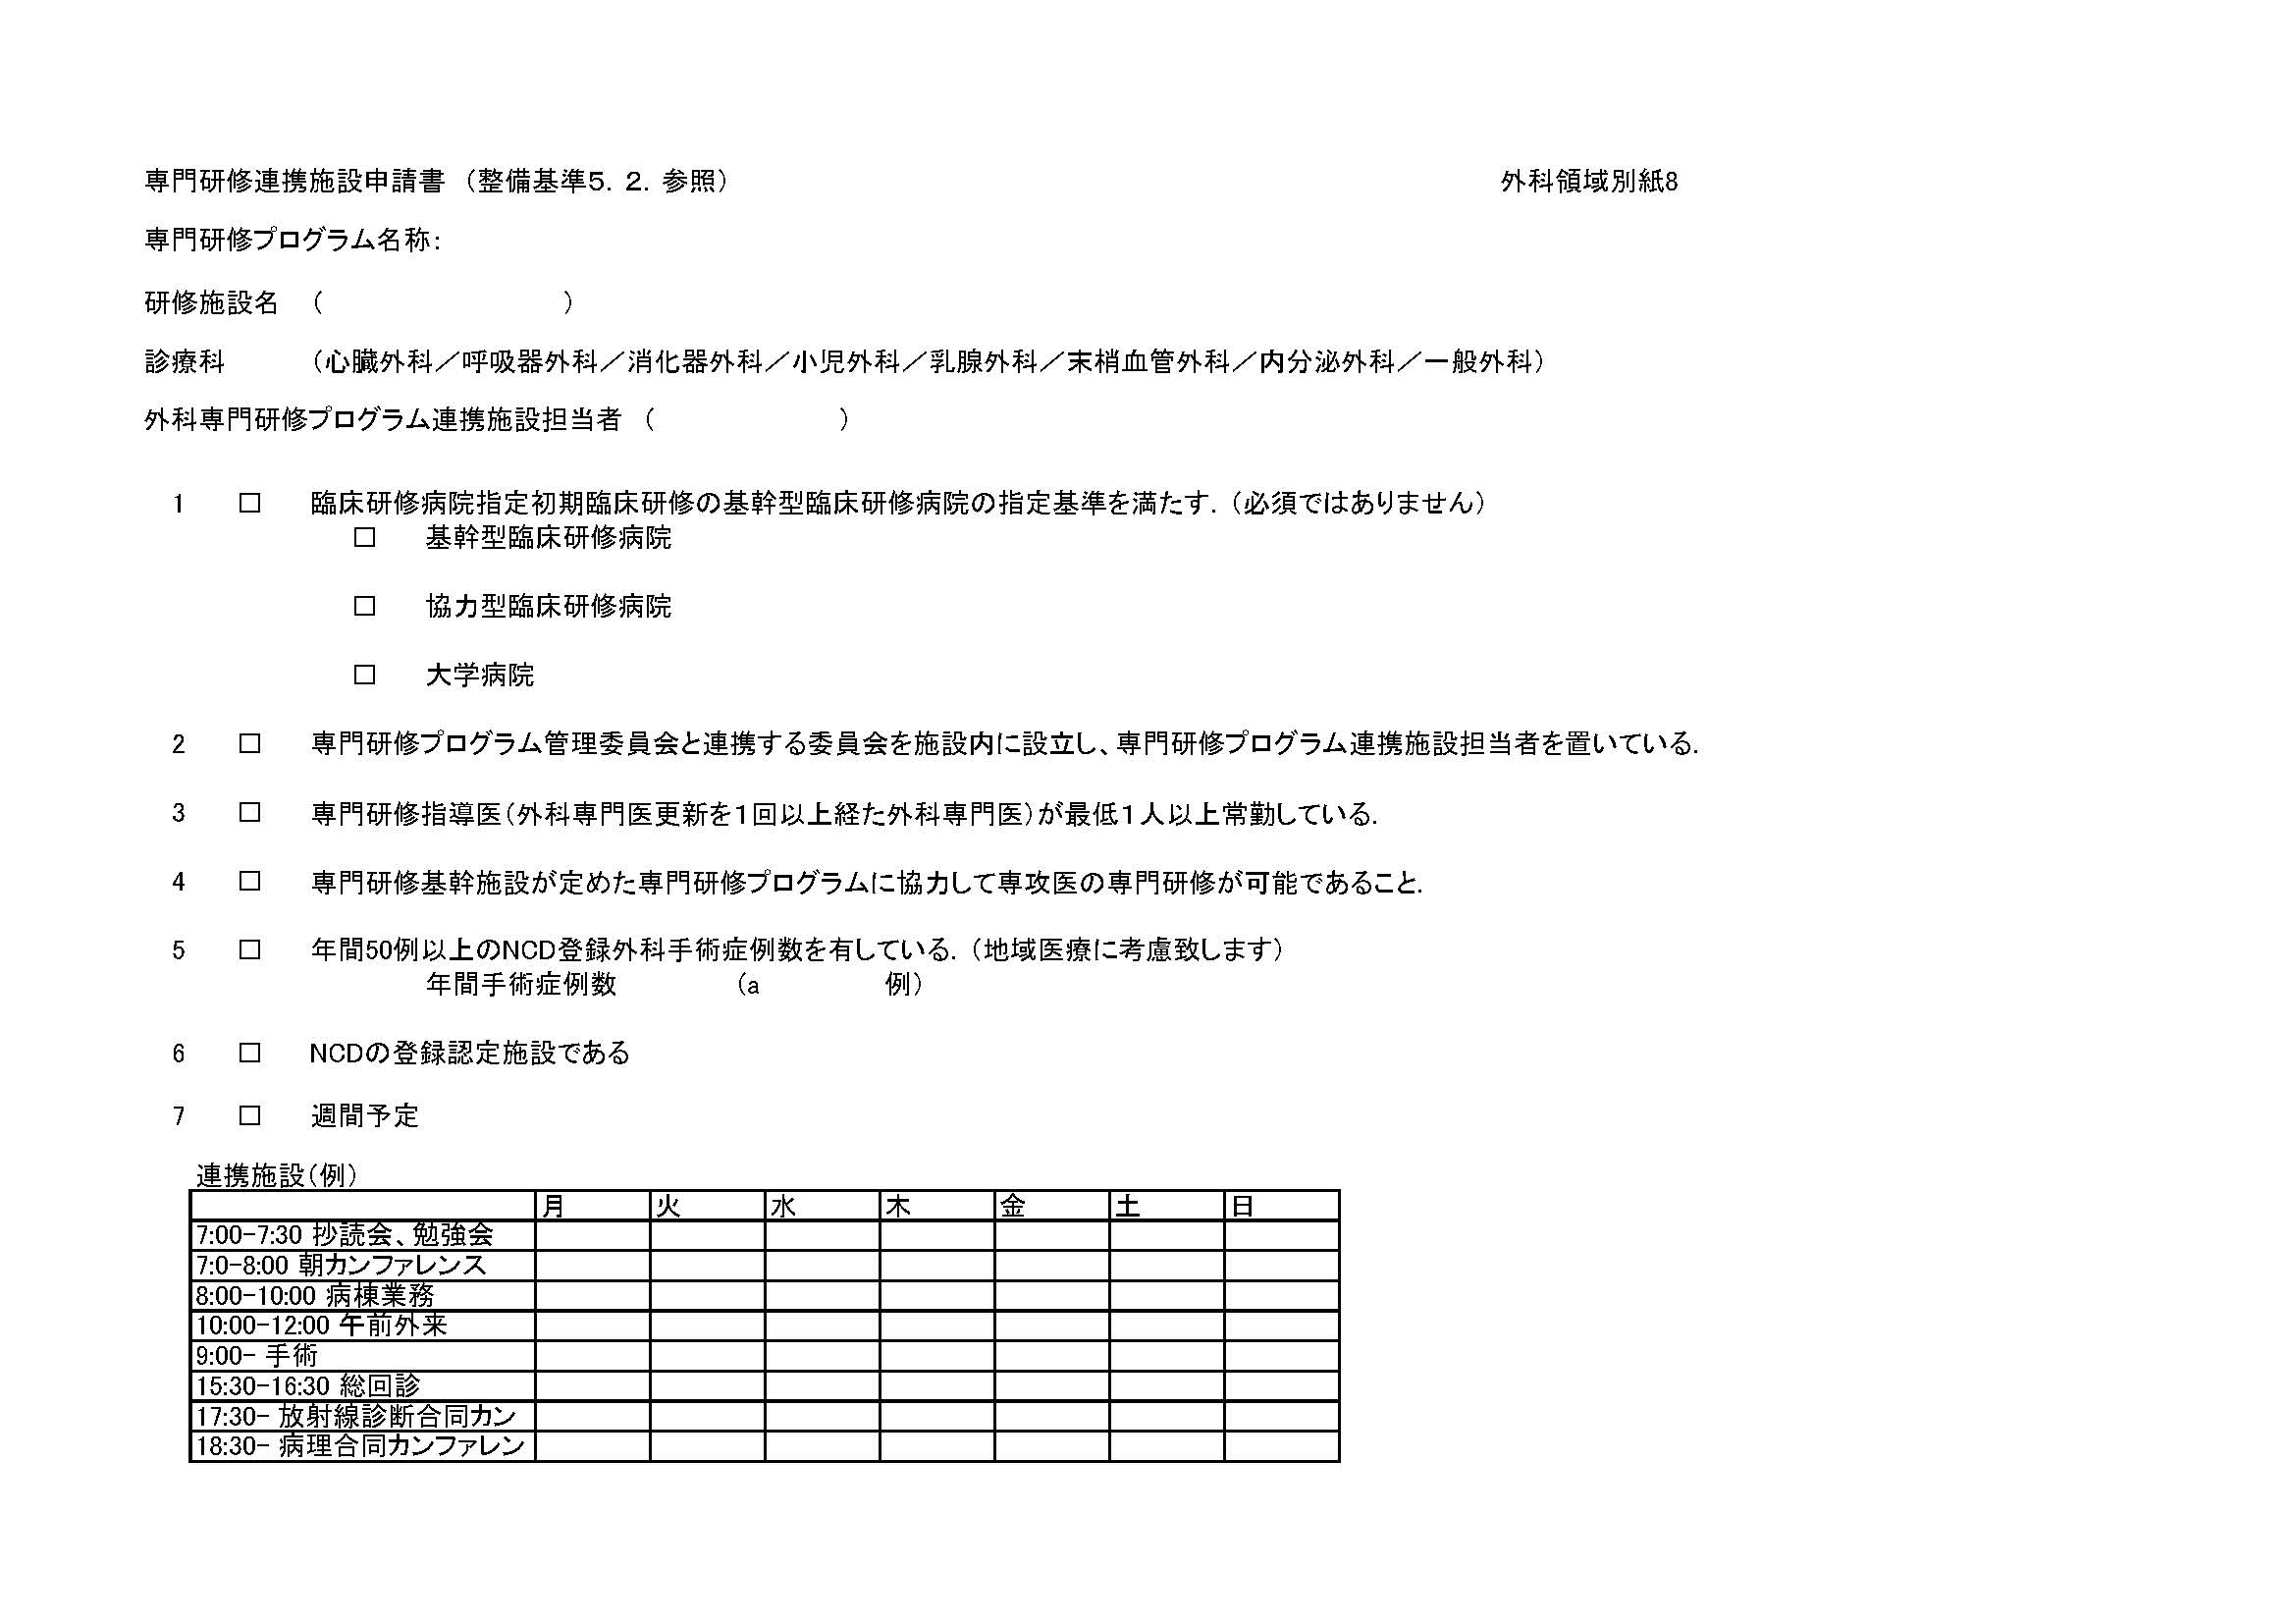 専門研修連携施設申請書 （整備基準５．２．参照） 外科領域別紙8
専門研修プログラム名称：
研修施設名 （ ）
診療科 （心臓外科／呼吸器外科／消化器外科／小児外科／乳腺外科／末梢血管外科／内分泌外科／一般外科）
外科専門研修プログラム連携施設担当者 （ ）
1 □ 臨床研修病院指定初期臨床研修の基幹型臨床研修病院の指定基準を満たす．（必須ではありません）
□ 基幹型臨床研修病院
□ 協力型臨床研修病院
□ 大学病院
2 □ 専門研修プログラム管理委員会と連携する委員会を施設内に設立し、専門研修プログラム連携施設担当者を置いている．
3 □ 専門研修指導医（外科専門医更新を１回以上経た外科専門医）が最低１人以上常勤している．
4 □ 専門研修基幹施設が定めた専門研修プログラムに協力して専攻医の専門研修が可能であること．
5 □ 年間50例以上のNCD登録外科手術症例数を有している．（地域医療に考慮致します）
年間手術症例数 （a 例）
6 □ NCDの登録認定施設である
7 □ 週間予定
連携施設（例）
月 火 水 木 金 土 日
7:00-7:30 抄読会、勉強会
7:0-8:00 朝カンファレンス
8:00-10:00 病棟業務
10:00-12:00 午前外来
9:00- 手術
15:30-16:30 総回診
17:30- 放射線診断合同カン
18:30- 病理合同カンファレン